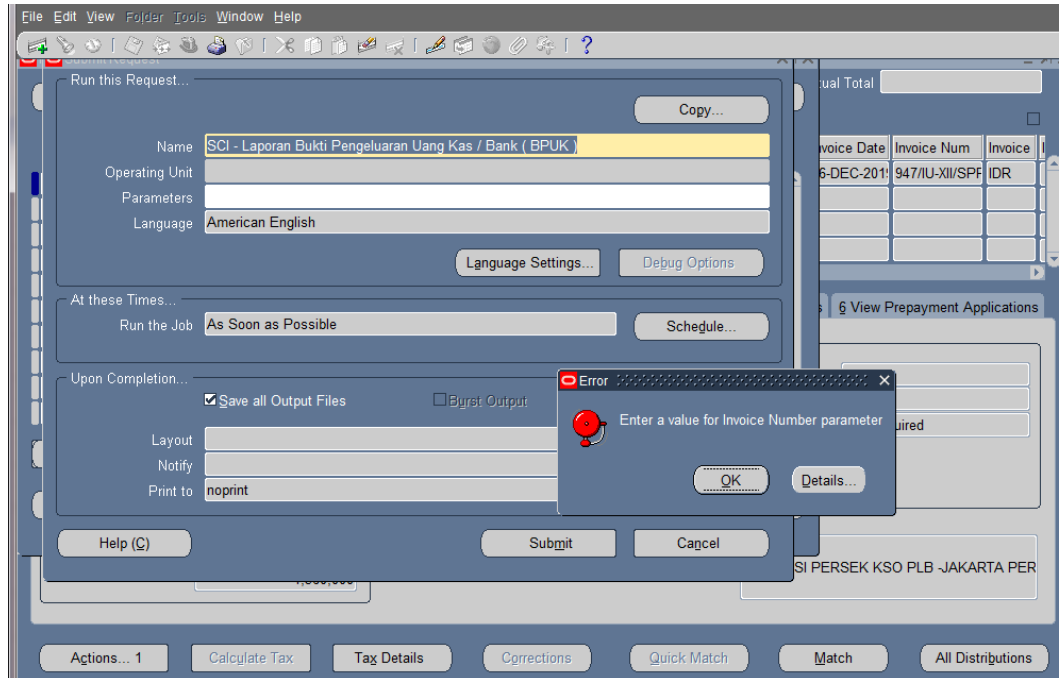 File Edit View Folder Tools Window Help
Submit Request
Run this Request...
Copy...
Name SCI - Laporan Bukti Pengeluaran Uang Kas / Bank ( BPUK )
Operating Unit
Parameters
Language American English
Language Settings... Debug Options
At these Times...
Run the Job As Soon as Possible Schedule...
Upon Completion...
Save all Output Files Burst Output
Layout
Notify
Print to noprint
Help (C) Submit Cancel
Error
Enter a value for Invoice Number parameter
OK Details...
tual Total
nvoice Date Invoice Num Invoice
6-DEC-201 947/IU-XII/SPF IDR
s 6 View Prepayment Applications
uired
SI PERSEK KSO PLB -JAKARTA PER
Actions... 1 Calculate Tax Tax Details Corrections Quick Match Match All Distributions